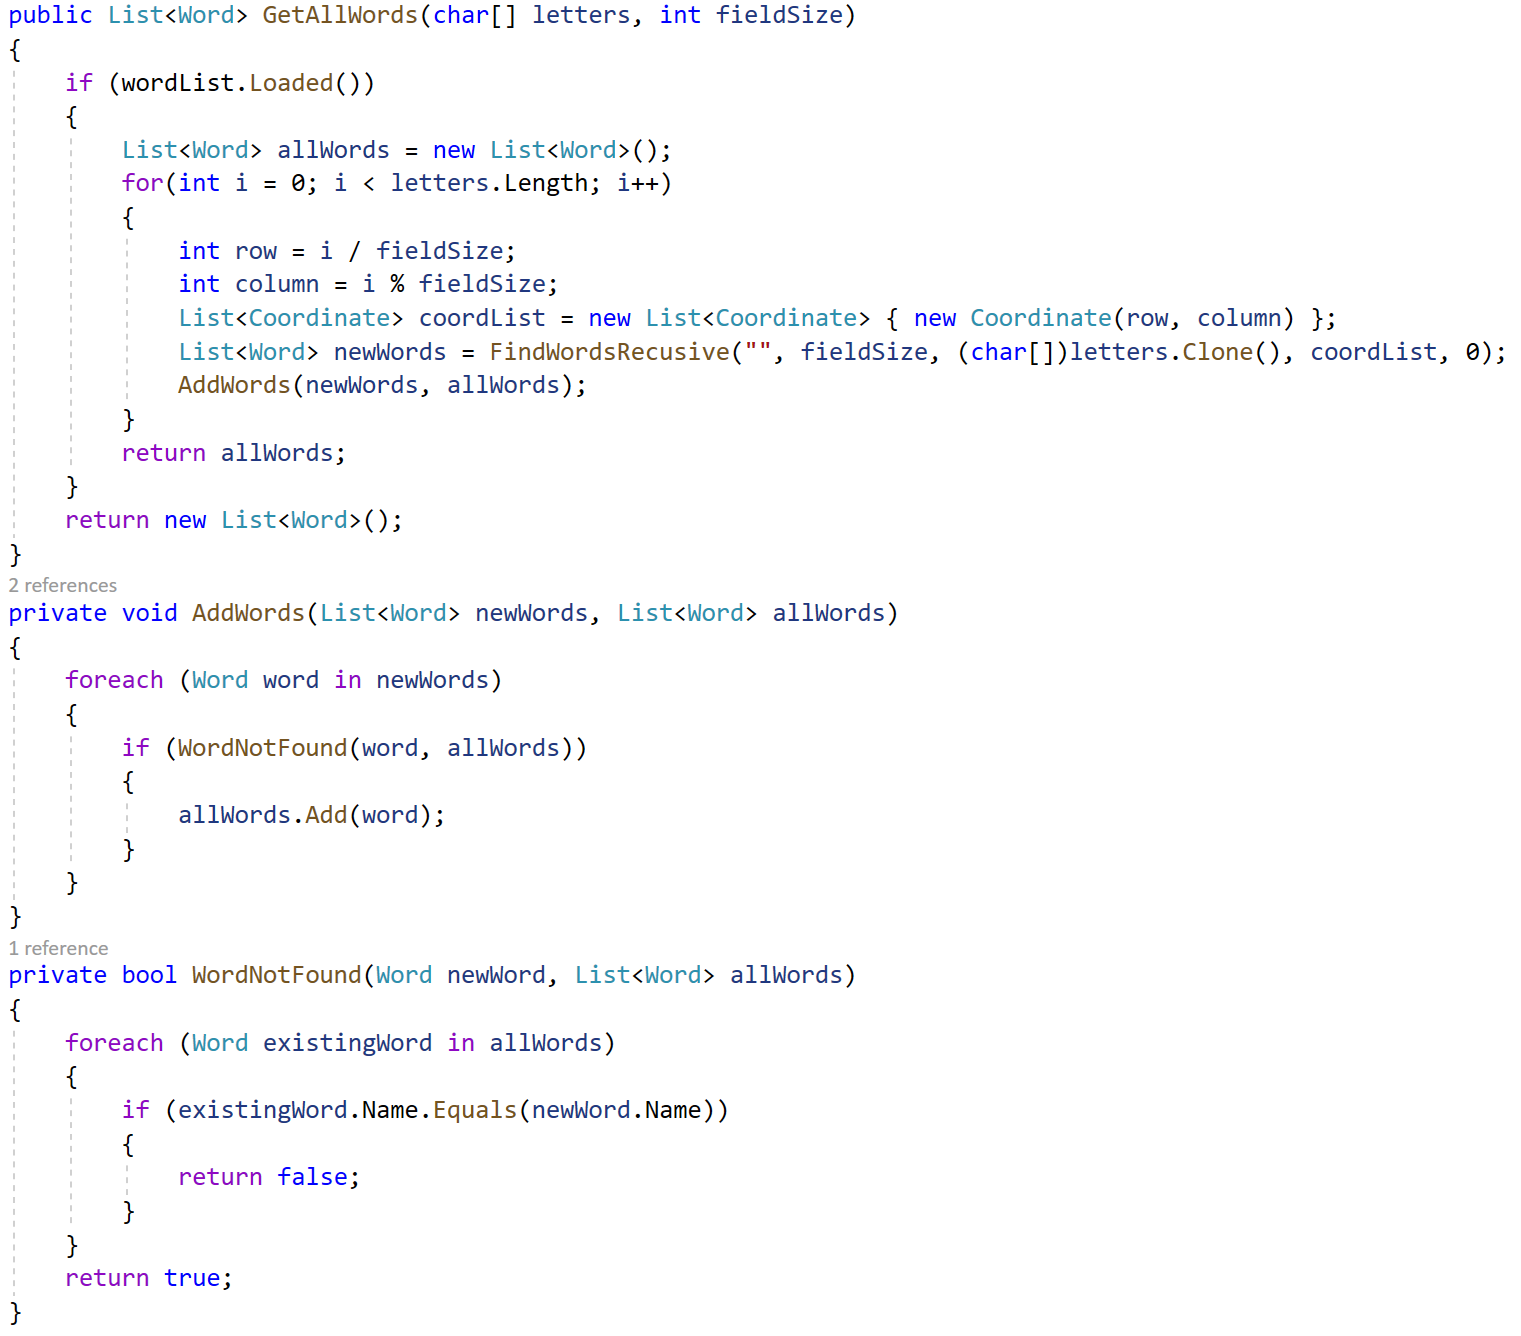 public List<Word> GetAllWords(char[] letters, int fieldSize)
{
    if (wordList.Loaded())
    {
        List<Word> allWords = new List<Word>();
        for(int i = 0; i < letters.Length; i++)
        {
            int row = i / fieldSize;
            int column = i % fieldSize;
            List<Coordinate> coordList = new List<Coordinate> { new Coordinate(row, column) };
            List<Word> newWords = FindWordsRecusive("", fieldSize, (char[])letters.Clone(), coordList, 0);
            AddWords(newWords, allWords);
        }
        return allWords;
    }
    return new List<Word>();
}
2 references
private void AddWords(List<Word> newWords, List<Word> allWords)
{
    foreach (Word word in newWords)
    {
        if (WordNotFound(word, allWords))
        {
            allWords.Add(word);
        }
    }
}
1 reference
private bool WordNotFound(Word newWord, List<Word> allWords)
{
    foreach (Word existingWord in allWords)
    {
        if (existingWord.Name.Equals(newWord.Name))
        {
            return false;
        }
    }
    return true;
}